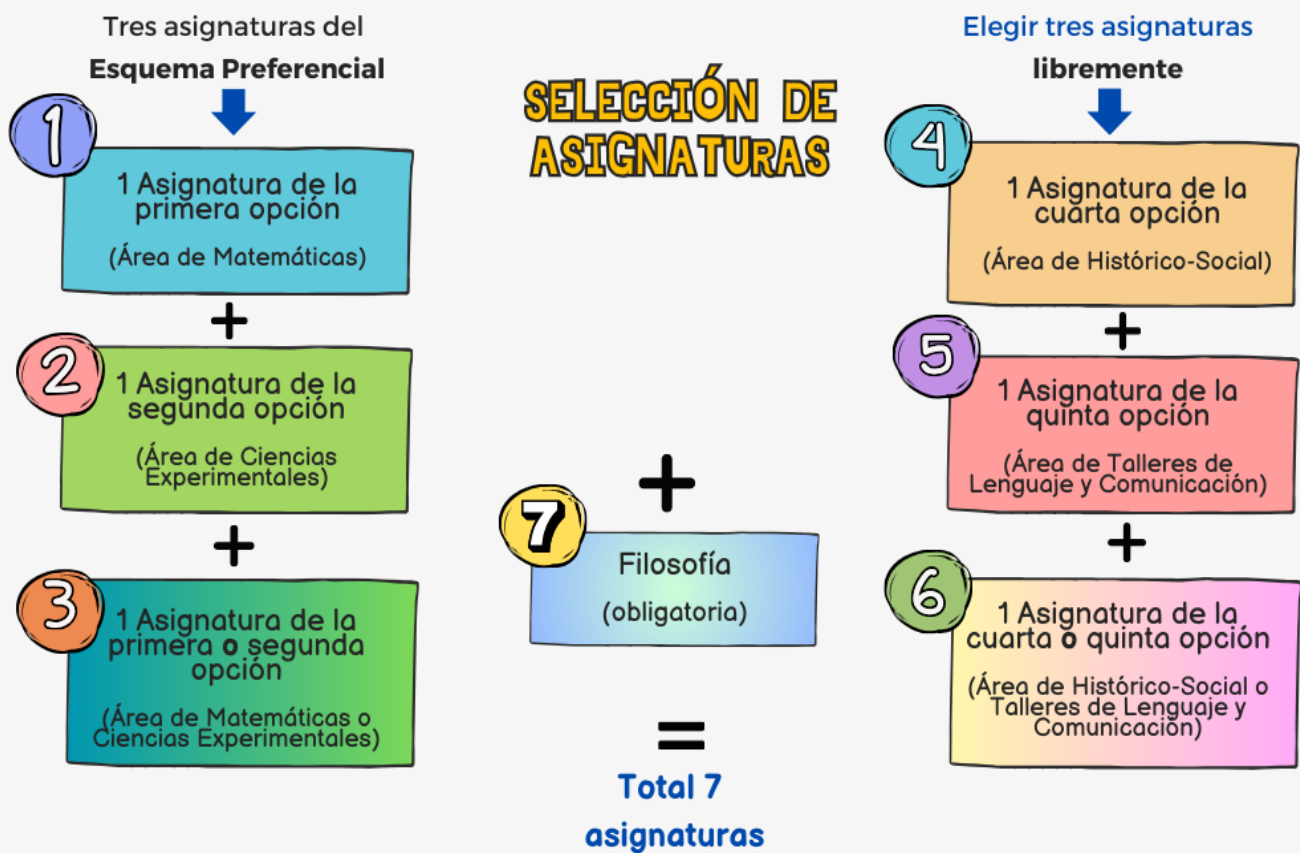 Tres asignaturas del
Esquema Preferencial
1
1 Asignatura de la
primera opción
(Área de Matemáticas)
+
2
1 Asignatura de la
segunda opción
(Área de Ciencias
Experimentales)
+
3
1 Asignatura de la
primera o segunda
opción
(Área de Matemáticas o
Ciencias Experimentales)
SELECCIÓN DE
ASIGNATURAS
+
7
Filosofía
(obligatoria)
=
Total 7
asignaturas
Elegir tres asignaturas
libremente
4
1 Asignatura de la
cuarta opción
(Área de Histórico-Social)
+
5
1 Asignatura de la
quinta opción
(Área de Talleres de
Lenguaje y Comunicación)
+
6
1 Asignatura de la
cuarta o quinta opción
(Área de Histórico-Social o
Talleres de Lenguaje y
Comunicación)